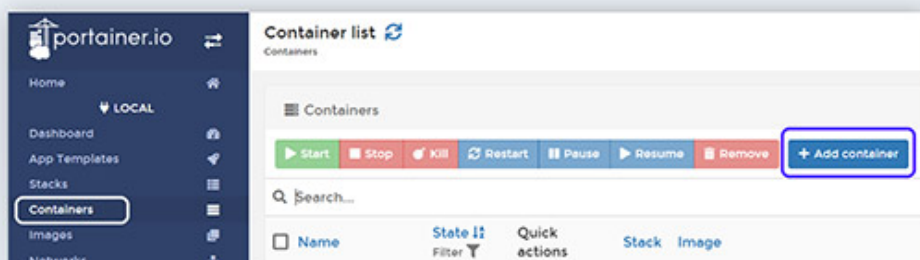 portainer.io
Home
LOCAL
Dashboard
App Templates
Stacks
Containers
Images
Networks
Container list
Containers
Containers
Start Stop Kill Restart Pause Resume Remove + Add container
Search...
Name State Filter Quick actions Stack Image